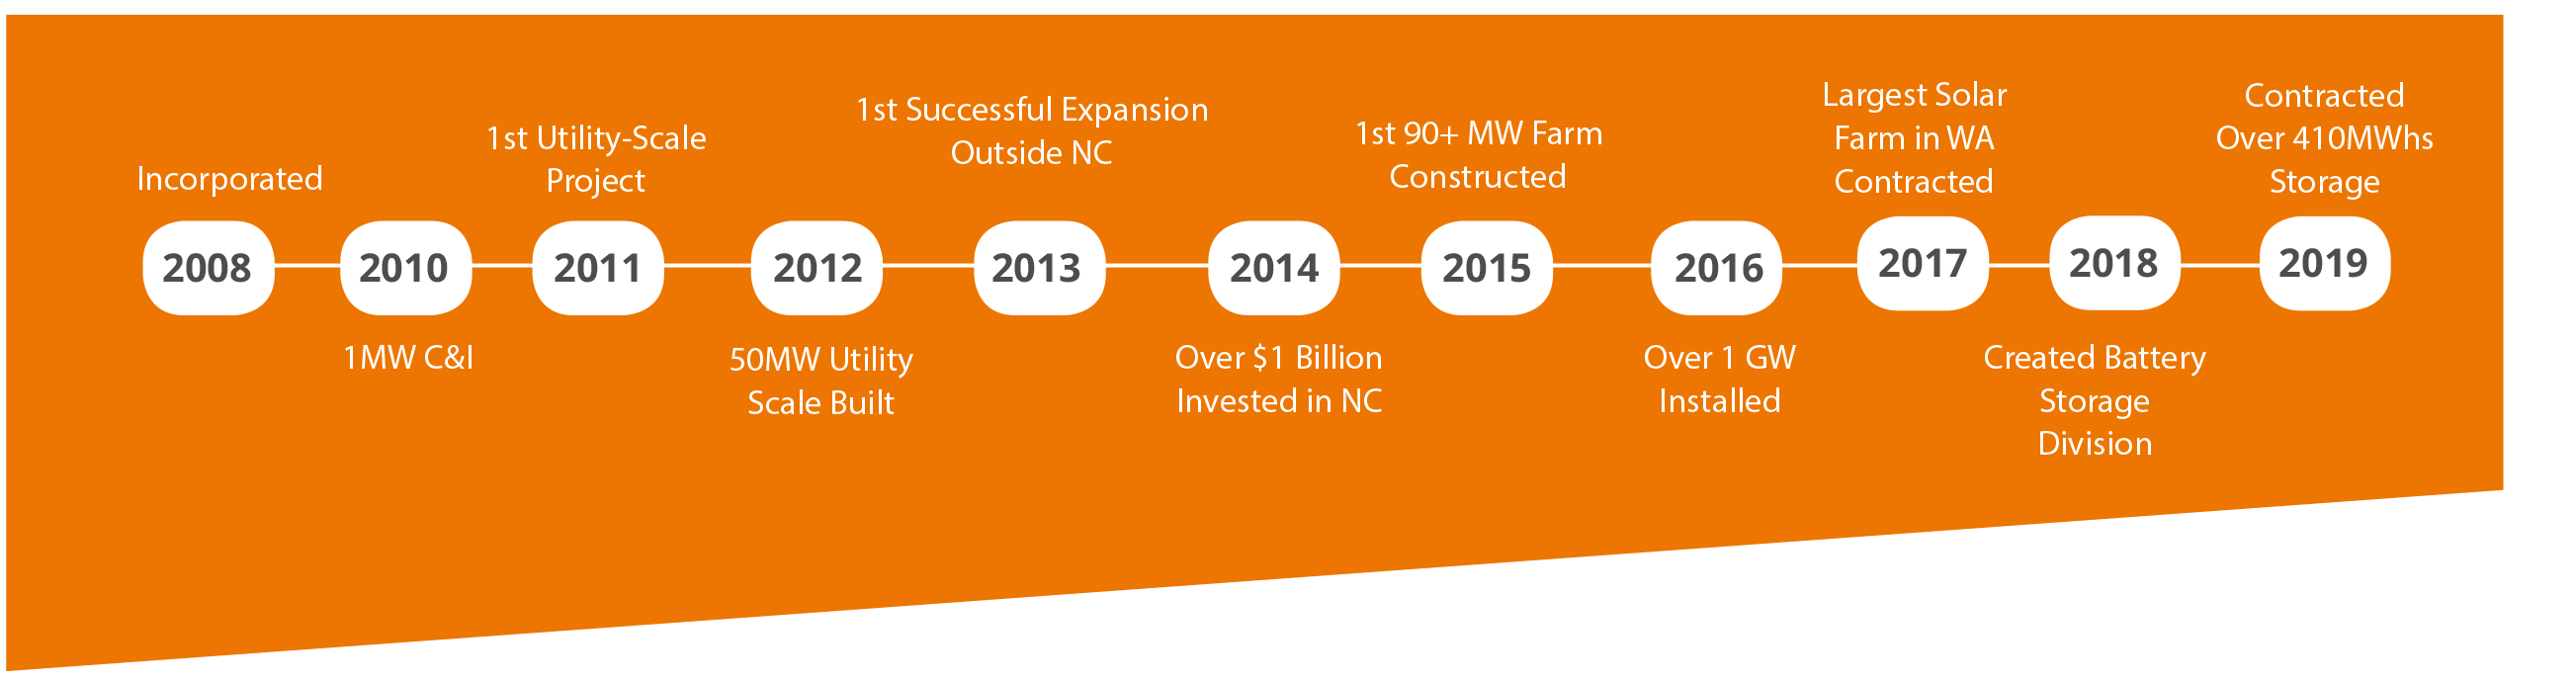 Incorporated
2008
2010
1MW C&I
1st Utility-Scale
Project
2011
2012
50MW Utility
Scale Built
1st Successful Expansion
Outside NC
2013
2014
Over $1 Billion
Invested in NC
1st 90+ MW Farm
Constructed
2015
2016
Over 1 GW
Installed
Largest Solar
Farm in WA
Contracted
2017
2018
Created Battery
Storage
Division
Contracted
Over 410MWhs
Storage
2019